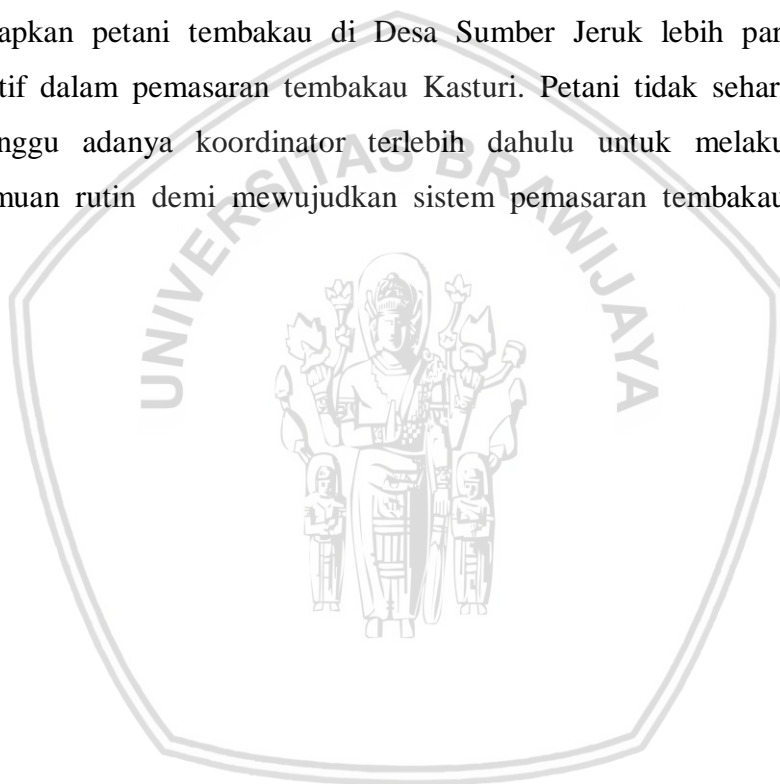 apkan petani tembakau di Desa Sumber Jeruk lebih par
tif dalam pemasaran tembakau Kasturi. Petani tidak sehar
nggu adanya koordinator terlebih dahulu untuk melaku
muan rutin demi mewujudkan sistem pemasaran tembakau
UNIVERSITAS BRAWIJAYA